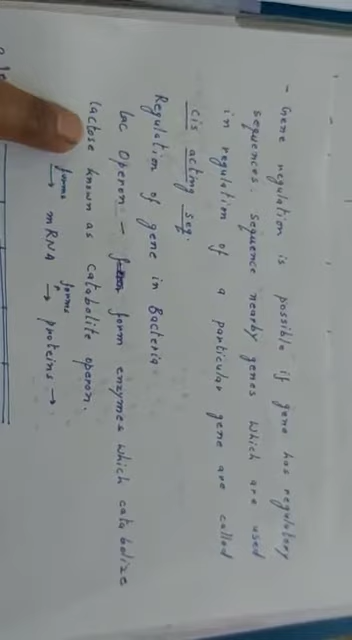 - Gene regulation is possible if gene has regulatory
sequences. Sequence nearby genes which are used
in regulation of a particular gene are called
cis acting seq.
Regulation of gene in Bacteria
Lac Operon - form enzymes which catabolize
lactose known as catabolite operon.
forms forms
→ mRNA → proteins →